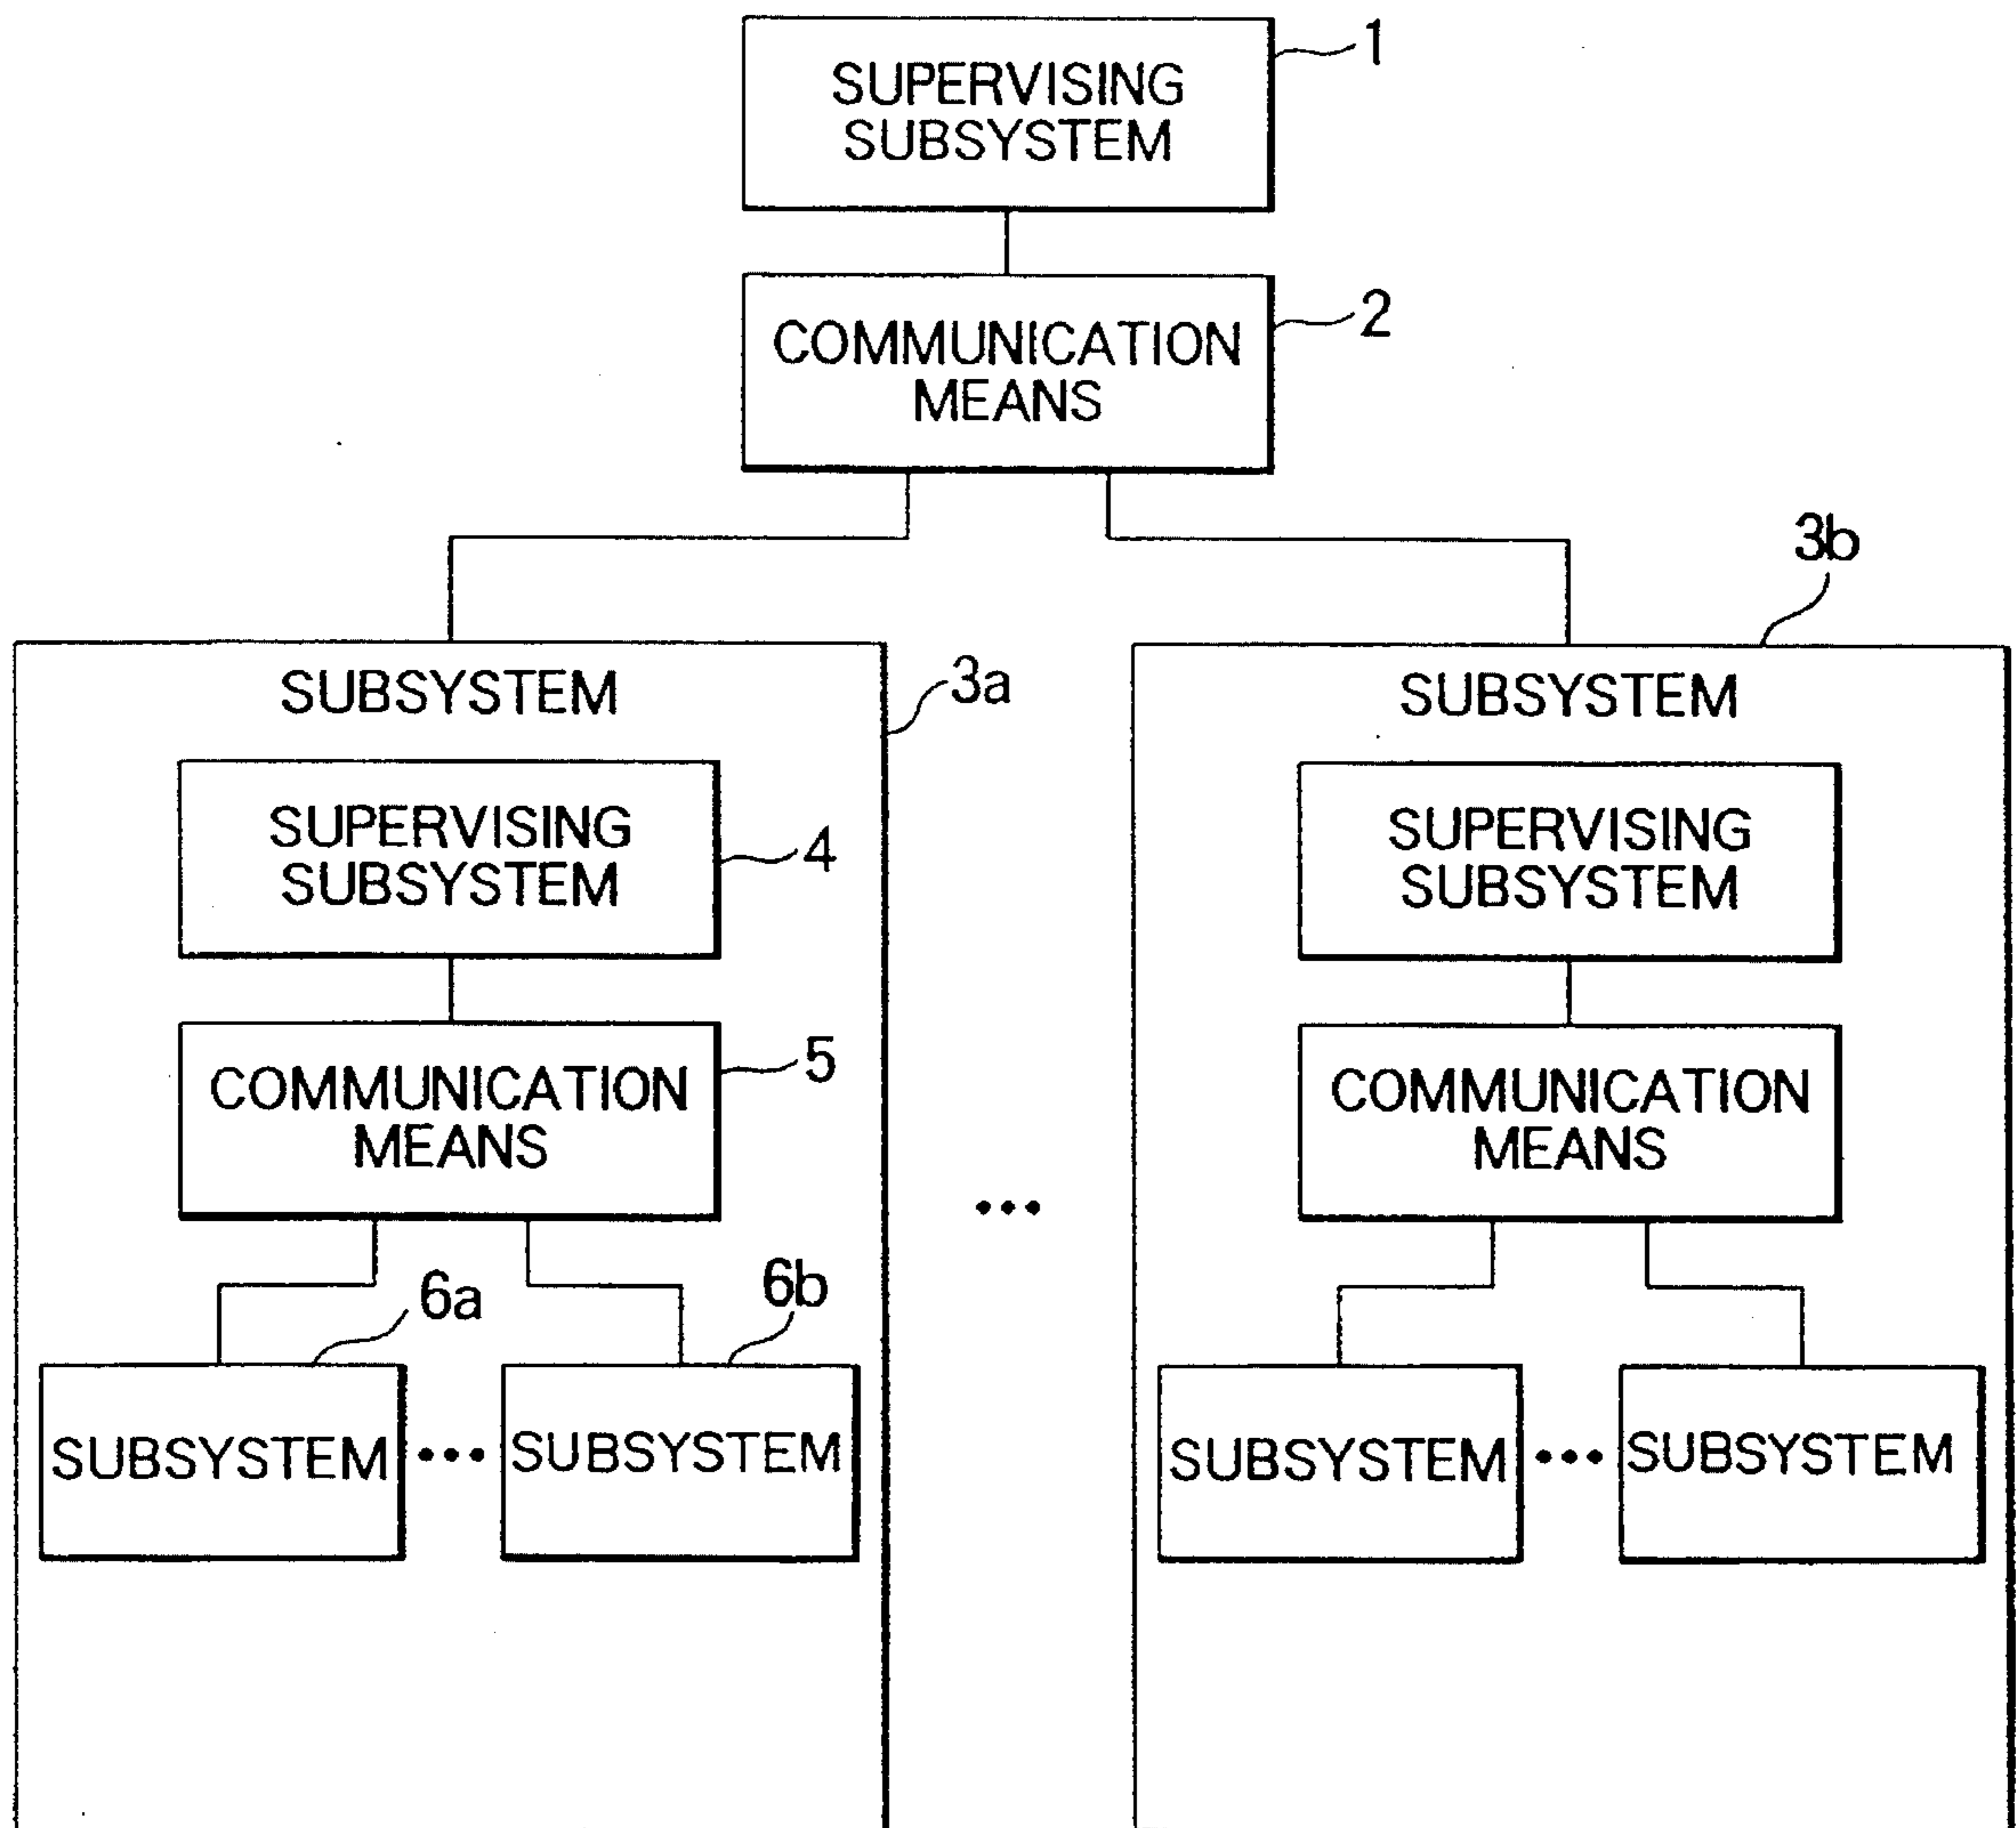 1
SUPERVISING
SUBSYSTEM
2
COMMUNICATION
MEANS
3b
3a
SUBSYSTEM
SUBSYSTEM
SUPERVISING
SUBSYSTEM
4
SUPERVISING
SUBSYSTEM
COMMUNICATION
MEANS
5
COMMUNICATION
MEANS
...
6a
6b
SUBSYSTEM ... SUBSYSTEM
SUBSYSTEM ... SUBSYSTEM